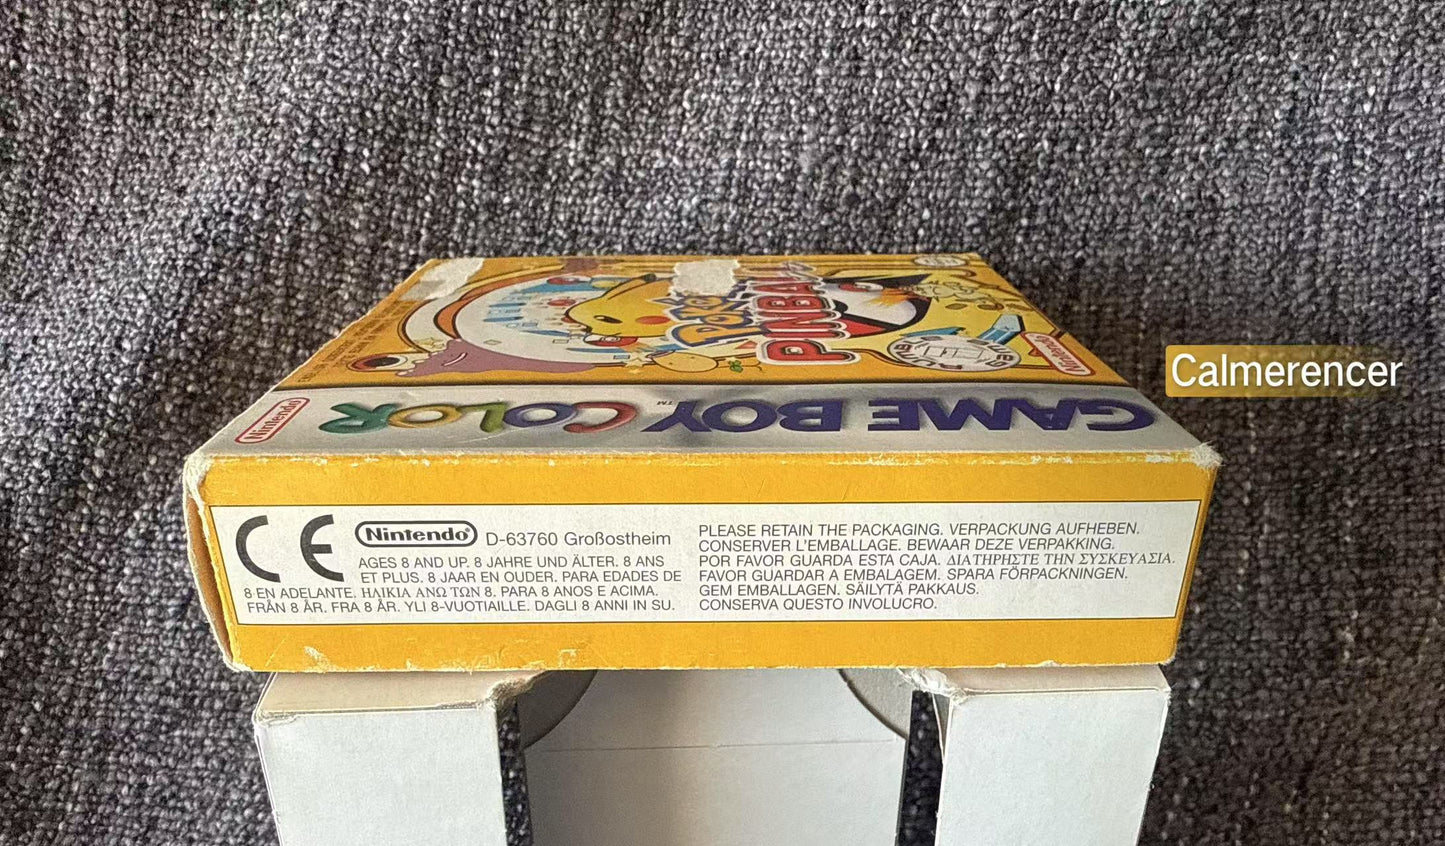 POKé
PINBALL
RUMBLE
Nintendo
Nintendo
GAME BOY COLOR™
Calmerencer
CE
Nintendo®
D-63760 Großostheim
AGES 8 AND UP. 8 JAHRE UND ÄLTER. 8 ANS
ET PLUS. 8 JAAR EN OUDER. PARA EDADES DE
8 EN ADELANTE. ΗΛΙΚΙΑ ΑΝΩ ΤΩΝ 8. PARA 8 ANOS E ACIMA.
FRÅN 8 ÅR. FRA 8 ÅR. YLI 8-VUOTIAILLE. DAGLI 8 ANNI IN SU.
PLEASE RETAIN THE PACKAGING. VERPACKUNG AUFHEBEN.
CONSERVER L'EMBALLAGE. BEWAAR DEZE VERPAKKING.
POR FAVOR GUARDA ESTA CAJA. ΔΙΑΤΗΡΗΣΤΕ ΤΗΝ ΣΥΣΚΕΥΑΣΙΑ.
FAVOR GUARDAR A EMBALAGEM. SPARA FÖRPACKNINGEN.
GEM EMBALLAGEN. SÄILYTÄ PAKKAUS.
CONSERVA QUESTO INVOLUCRO.